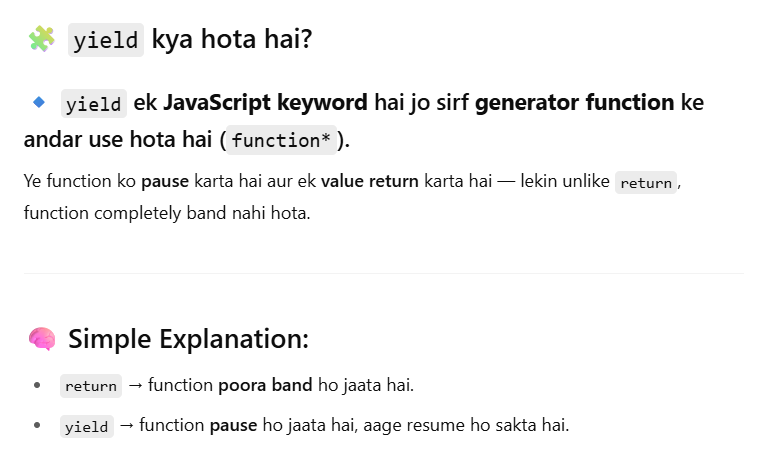 🧩 yield kya hota hai?
🔹 yield ek JavaScript keyword hai jo sirf generator function ke
andar use hota hai (function*).
Ye function ko pause karta hai aur ek value return karta hai — lekin unlike return,
function completely band nahi hota.
🧠 Simple Explanation:
• return → function poora band ho jaata hai.
• yield → function pause ho jaata hai, aage resume ho sakta hai.